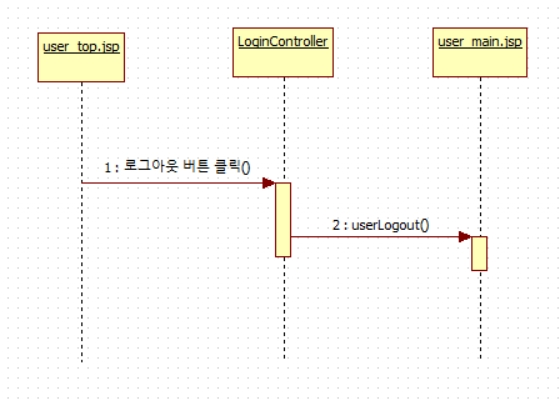 user_top.jsp
LoginController
user_main.jsp
1 : 로그아웃 버튼 클릭()
2 : userLogout()